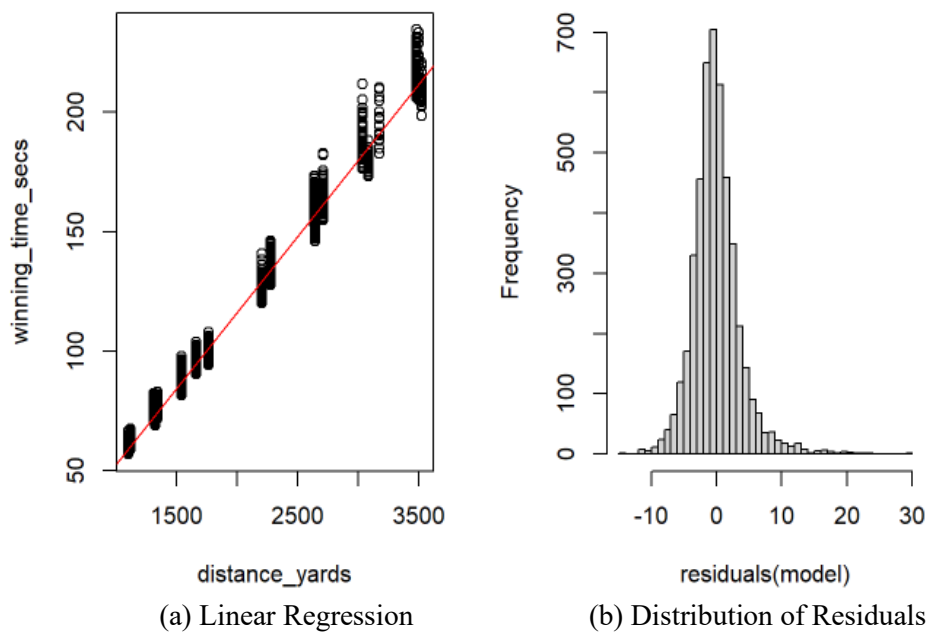 winning_time_secs
200
150
100
50
1500
2500
3500
distance_yards
(a) Linear Regression
Frequency
700
500
300
100
0
-10
0
10
20
30
residuals(model)
(b) Distribution of Residuals